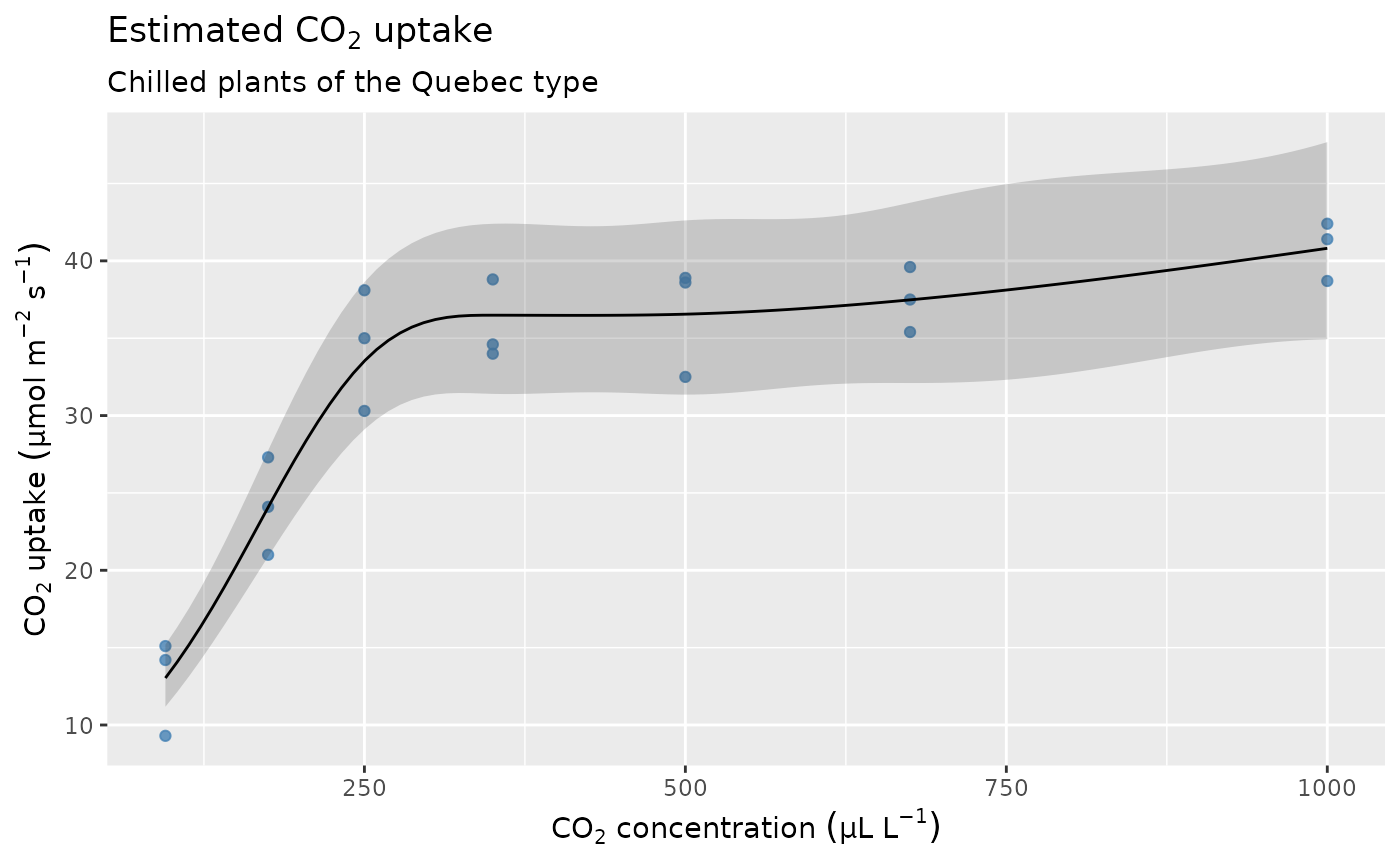 Estimated CO₂ uptake
Chilled plants of the Quebec type
CO₂ uptake (μmol m⁻² s⁻¹)
40
30
20
10
250 500 750 1000
CO₂ concentration (μL L⁻¹)